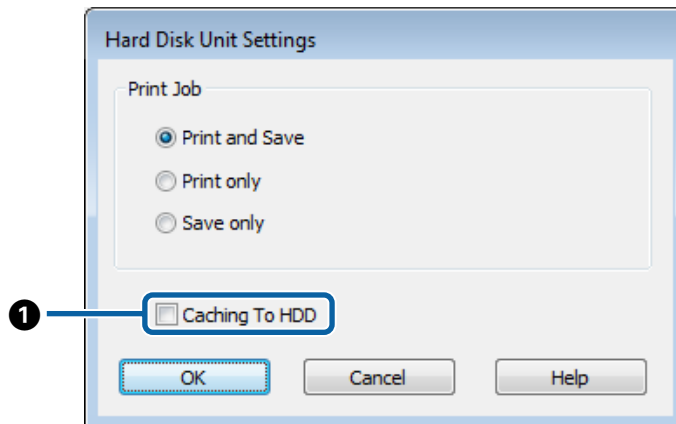 Hard Disk Unit Settings
Print Job
Print and Save
Print only
Save only
1
Caching To HDD
OK
Cancel
Help